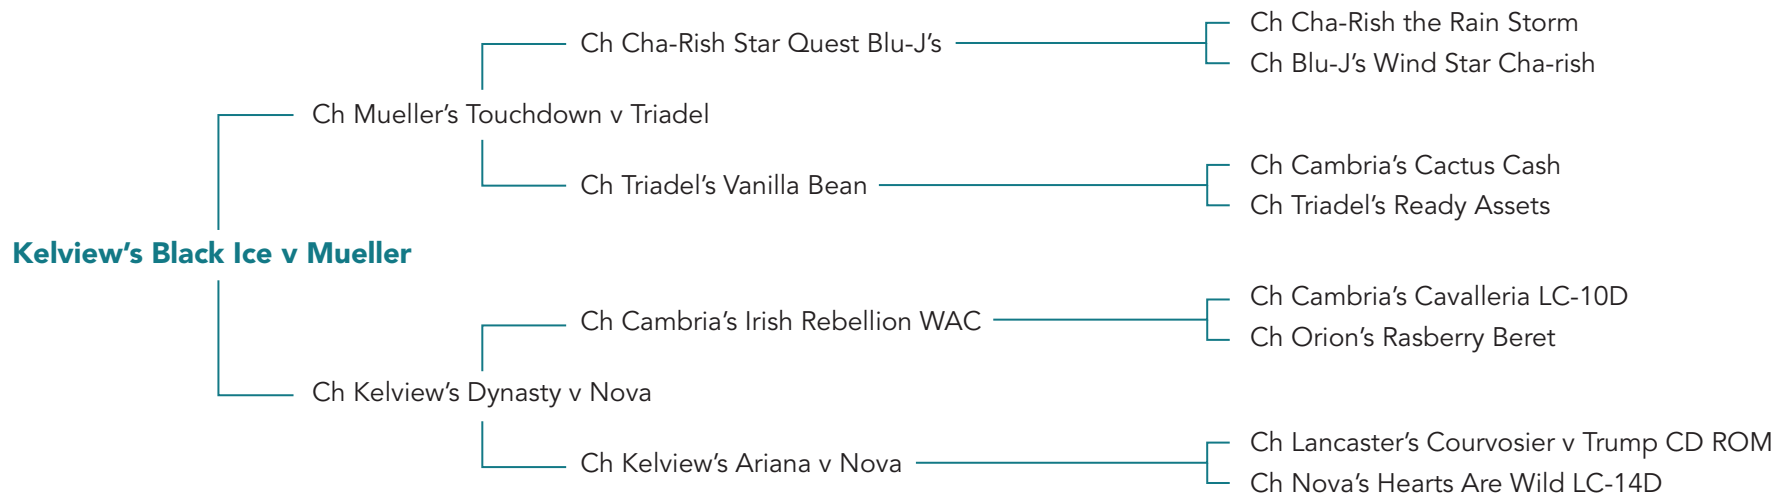 Ch Cha-Rish the Rain Storm
Ch Cha-Rish Star Quest Blu-J’s
Ch Blu-J’s Wind Star Cha-rish
Ch Mueller’s Touchdown v Triadel
Ch Cambria’s Cactus Cash
Ch Triadel’s Vanilla Bean
Ch Triadel’s Ready Assets
Kelview’s Black Ice v Mueller
Ch Cambria’s Cavalleria LC-10D
Ch Cambria’s Irish Rebellion WAC
Ch Orion’s Rasberry Beret
Ch Kelview’s Dynasty v Nova
Ch Lancaster’s Courvosier v Trump CD ROM
Ch Kelview’s Ariana v Nova
Ch Nova’s Hearts Are Wild LC-14D